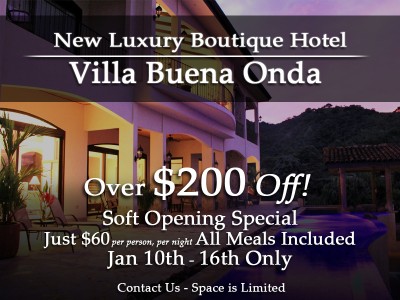 New Luxury Boutique Hotel
Villa Buena Onda
Over $200 Off!
Soft Opening Special
Just $60 per person, per night All Meals Included
Jan 10th - 16th Only
Contact Us - Space is Limited